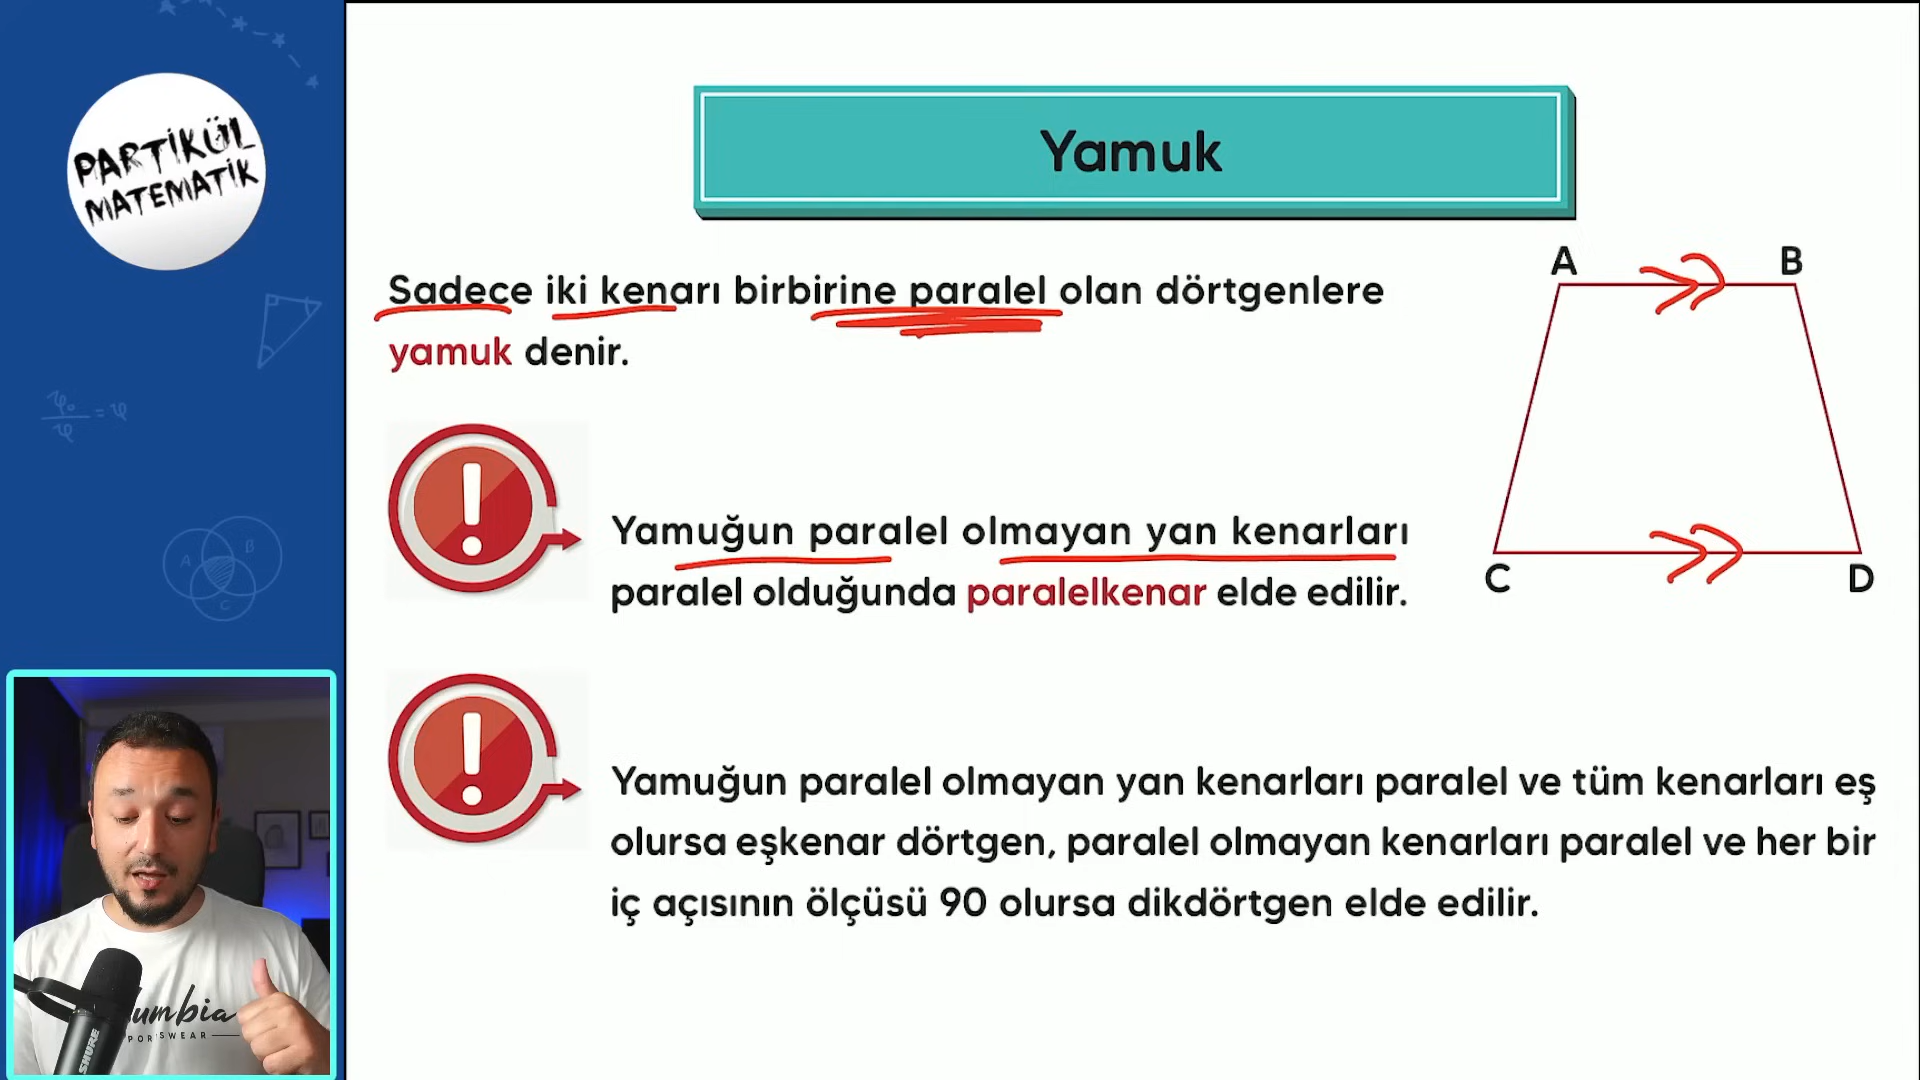 PARTİKÜL
MATEMATİK
Yamuk
Sadece iki kenarı birbirine paralel olan dörtgenlere
yamuk denir.
A B
C D
Yamuğun paralel olmayan yan kenarları
paralel olduğunda paralelkenar elde edilir.
Yamuğun paralel olmayan yan kenarları paralel ve tüm kenarları eş
olursa eşkenar dörtgen, paralel olmayan kenarları paralel ve her bir
iç açısının ölçüsü 90 olursa dikdörtgen elde edilir.
A B
C
SHURE